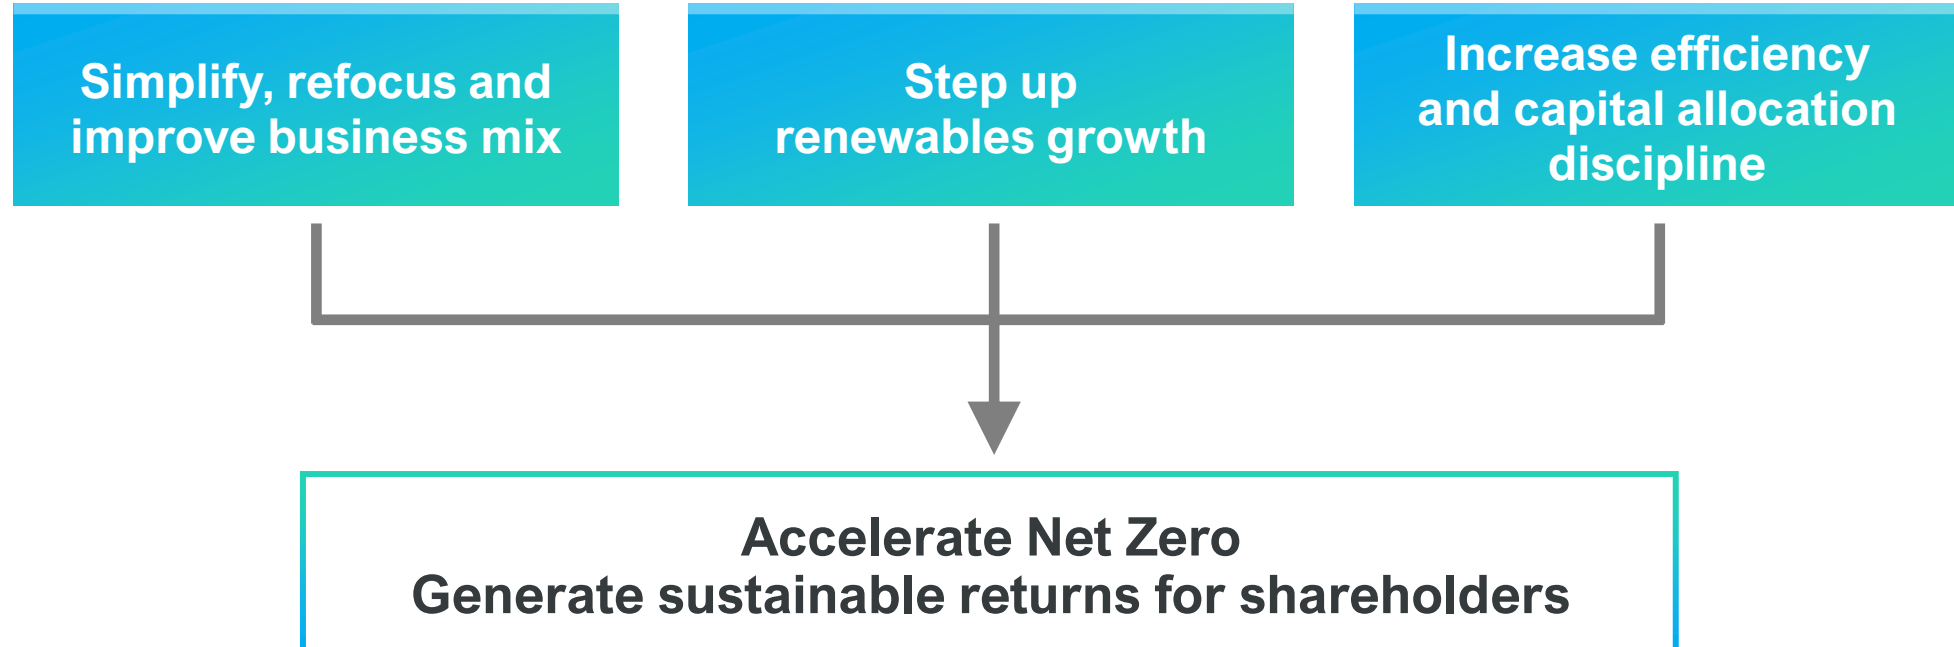 Simplify, refocus and
improve business mix
Step up
renewables growth
Increase efficiency
and capital allocation
discipline
Accelerate Net Zero
Generate sustainable returns for shareholders